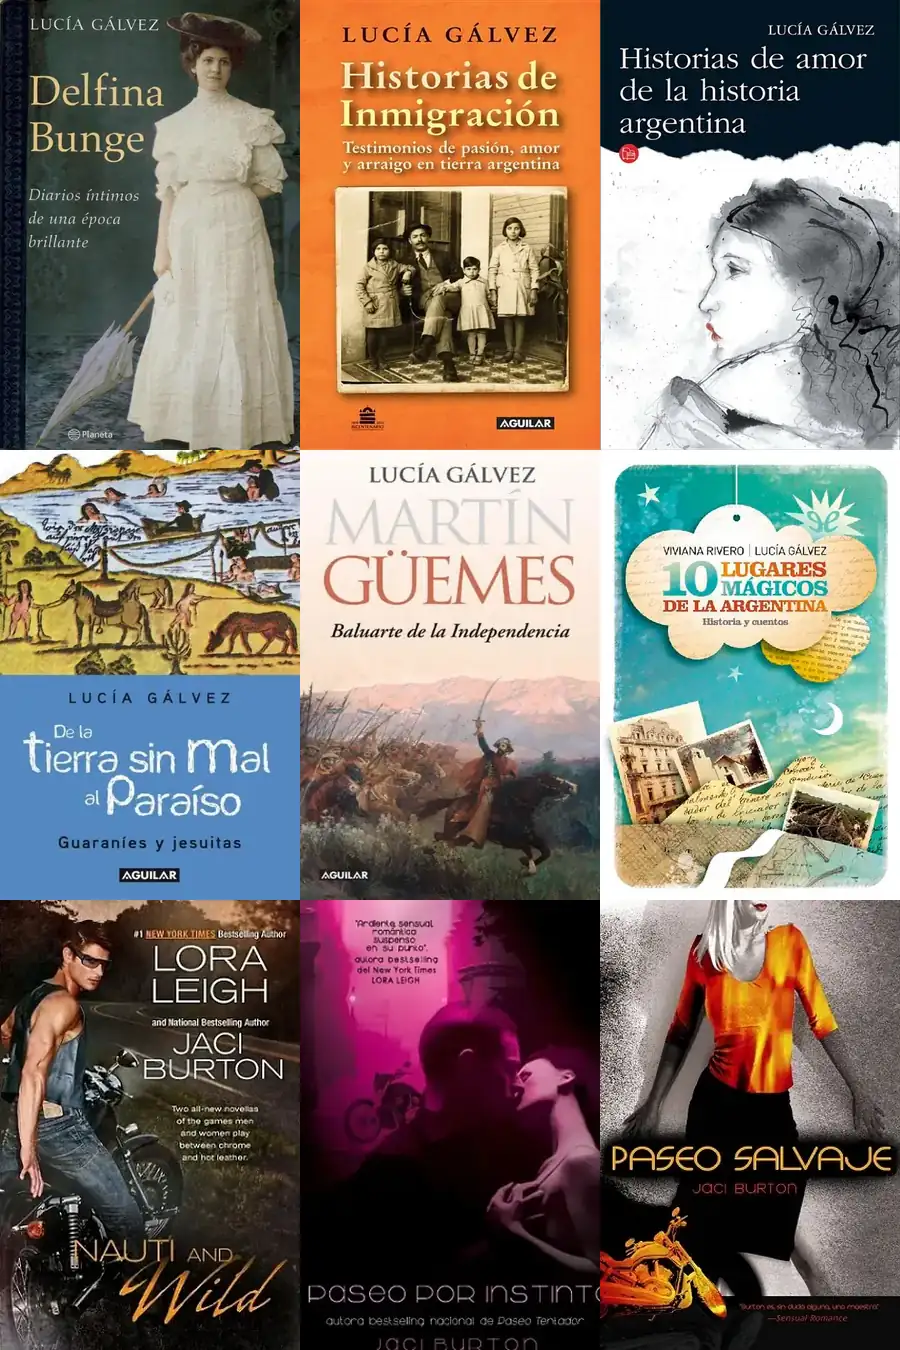 LUCÍA GÁLVEZ
Delfina
Bunge
Diarios íntimos
de una época
brillante
Planeta
LUCÍA GÁLVEZ
Historias de
Inmigración
Testimonios de pasión, amor
y arraigo en tierra argentina
BICENTENARIO
AGUILAR
LUCÍA GÁLVEZ
Historias de amor
de la historia
argentina
LUCÍA GÁLVEZ
De la
tierra sin mal
al Paraíso
Guaraníes y jesuitas
AGUILAR
LUCÍA GÁLVEZ
MARTÍN
GÜEMES
Baluarte de la Independencia
AGUILAR
VIVIANA RIVERO | LUCÍA GÁLVEZ
10 LUGARES
MÁGICOS
DE LA ARGENTINA
Historia y cuentos
#1 NEW YORK TIMES Bestselling Author
LORA
LEIGH
and National Bestselling Author
JACI
BURTON
Two all-new novellas
of the games men
and women play
between chrome
and hot leather.
NAUTI AND
Wild
"Ardiente, sensual,
romántica
suspenso
en su punto".
autora bestselling
del New York Times
LORA LEIGH
PASEO POR INSTINTO
autora bestselling nacional de Paseo Tentador
JACI BURTON
PASEO SALVAJE
JACI BURTON
"Burton es, sin duda alguna, una maestra"
—Sensual Romance